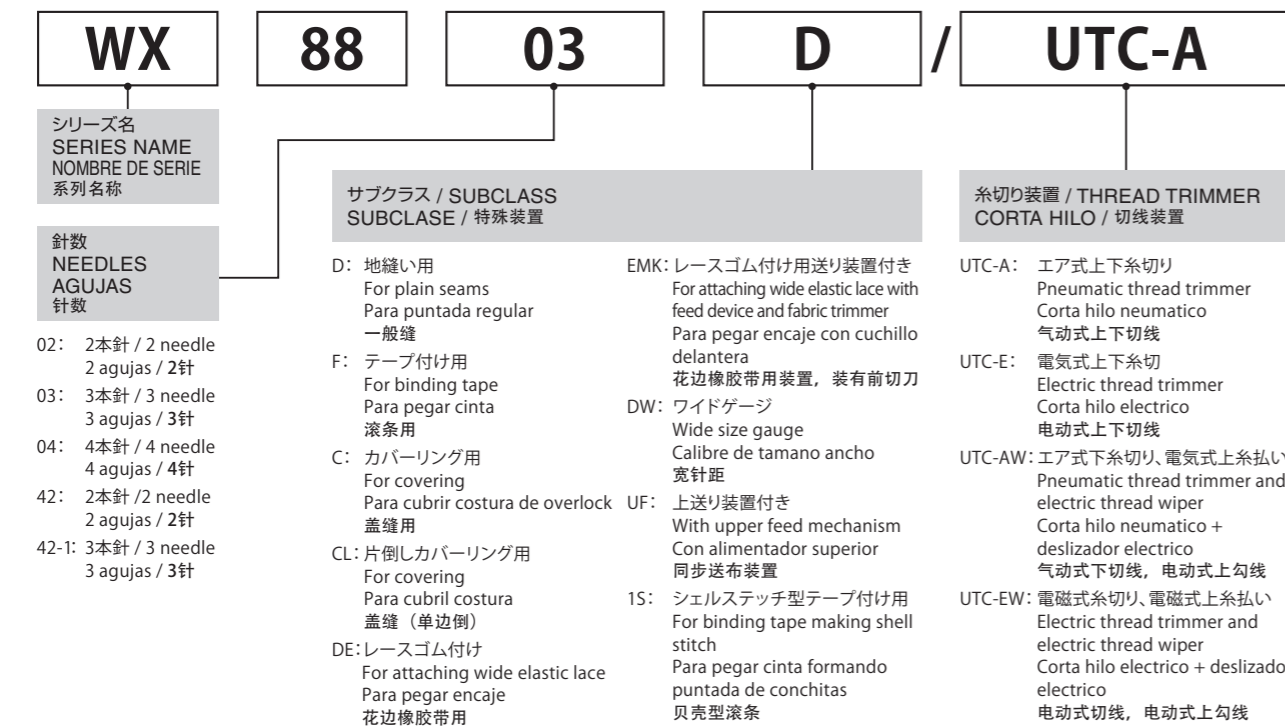 WX 88 03 D / UTC-A
シリーズ名
SERIES NAME
NOMBRE DE SERIE
系列名称
針数
NEEDLES
AGUJAS
针数
02: 2本針 / 2 needle
2 agujas / 2针
03: 3本針 / 3 needle
3 agujas / 3针
04: 4本針 / 4 needle
4 agujas / 4针
42: 2本針 /2 needle
2 agujas / 2针
42-1: 3本針 / 3 needle
3 agujas / 3针
サブクラス / SUBCLASS
SUBCLASE / 特殊装置
D: 地縫い用
For plain seams
Para puntada regular
一般缝
F: テープ付け用
For binding tape
Para pegar cinta
滚条用
C: カバーリング用
For covering
Para cubrir costura de overlock
盖缝用
CL: 片倒しカバーリング用
For covering
Para cubril costura
盖缝（单边倒）
DE: レースゴム付け
For attaching wide elastic lace
Para pegar encaje
花边橡胶带用
EMK: レースゴム付け用送り装置付き
For attaching wide elastic lace with
feed device and fabric trimmer
Para pegar encaje con cuchillo
delantera
花边橡胶带用装置，装有前切刀
DW: ワイドゲージ
Wide size gauge
Calibre de tamano ancho
宽针距
UF: 上送り装置付き
With upper feed mechanism
Con alimentador superior
同步送布装置
1S: シェルステッチ型テープ付け用
For binding tape making shell
stitch
Para pegar cinta formando
puntada de conchitas
贝壳型滚条
糸切り装置 / THREAD TRIMMER
CORTA HILO / 切线装置
UTC-A: エア式上下糸切り
Pneumatic thread trimmer
Corta hilo neumatico
气动式上下切线
UTC-E: 電気式上下糸切
Electric thread trimmer
Corta hilo electrico
电动式上下切线
UTC-AW: エア式下糸切り、電気式上糸払い
Pneumatic thread trimmer and
electric thread wiper
Corta hilo neumatico +
deslizador electrico
气动式下切线，电动式上勾线
UTC-EW: 電磁式糸切り、電磁式上糸払い
Electric thread trimmer and
electric thread wiper
Corta hilo electrico + deslizado
electrico
电动式切线，电动式上勾线